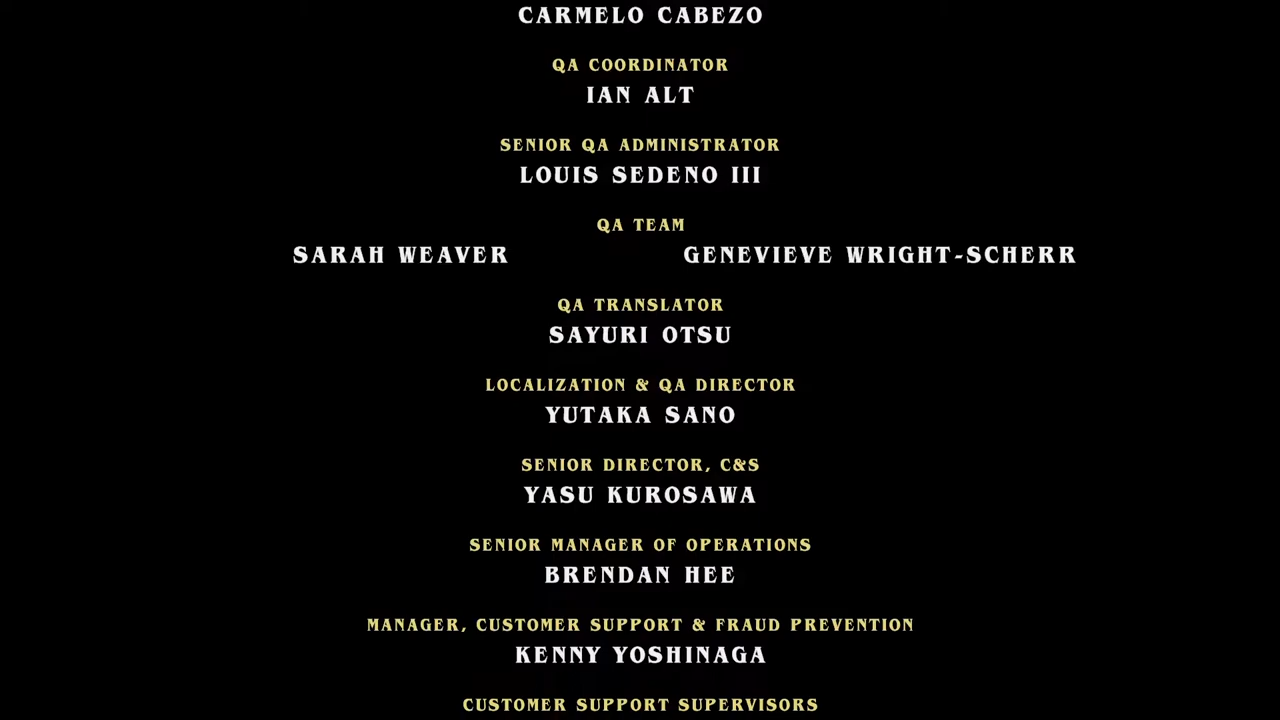 CARMELO CABEZO
QA COORDINATOR
IAN ALT
SENIOR QA ADMINISTRATOR
LOUIS SEDENO III
QA TEAM
SARAH WEAVER GENEVIEVE WRIGHT-SCHERR
QA TRANSLATOR
SAYURI OTSU
LOCALIZATION & QA DIRECTOR
YUTAKA SANO
SENIOR DIRECTOR, C&S
YASU KUROSAWA
SENIOR MANAGER OF OPERATIONS
BRENDAN HEE
MANAGER, CUSTOMER SUPPORT & FRAUD PREVENTION
KENNY YOSHINAGA
CUSTOMER SUPPORT SUPERVISORS